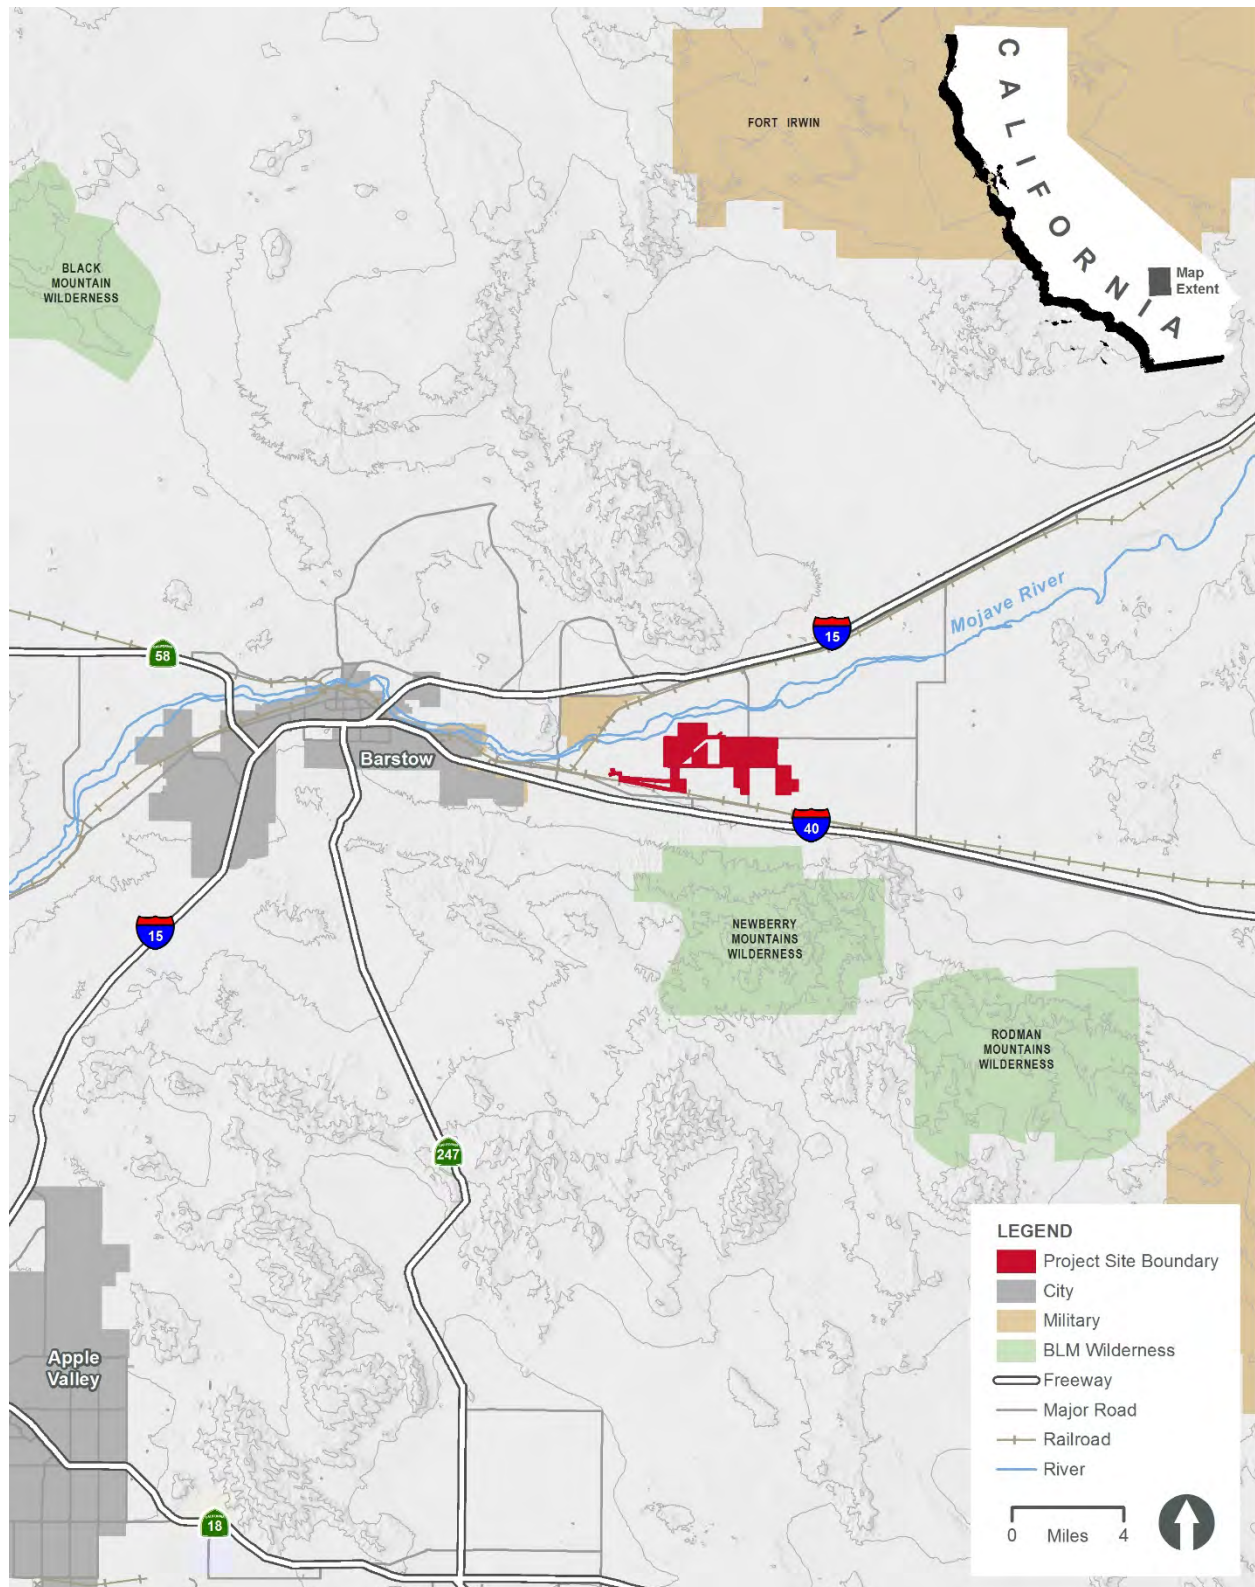 FORT IRWIN
CALIFORNIA
Map
Extent
BLACK
MOUNTAIN
WILDERNESS
Mojave River
15
58
Barstow
40
15
NEWBERRY
MOUNTAINS
WILDERNESS
RODMAN
MOUNTAINS
WILDERNESS
247
Apple
Valley
18
LEGEND
Project Site Boundary
City
Military
BLM Wilderness
Freeway
Major Road
Railroad
River
0 Miles 4